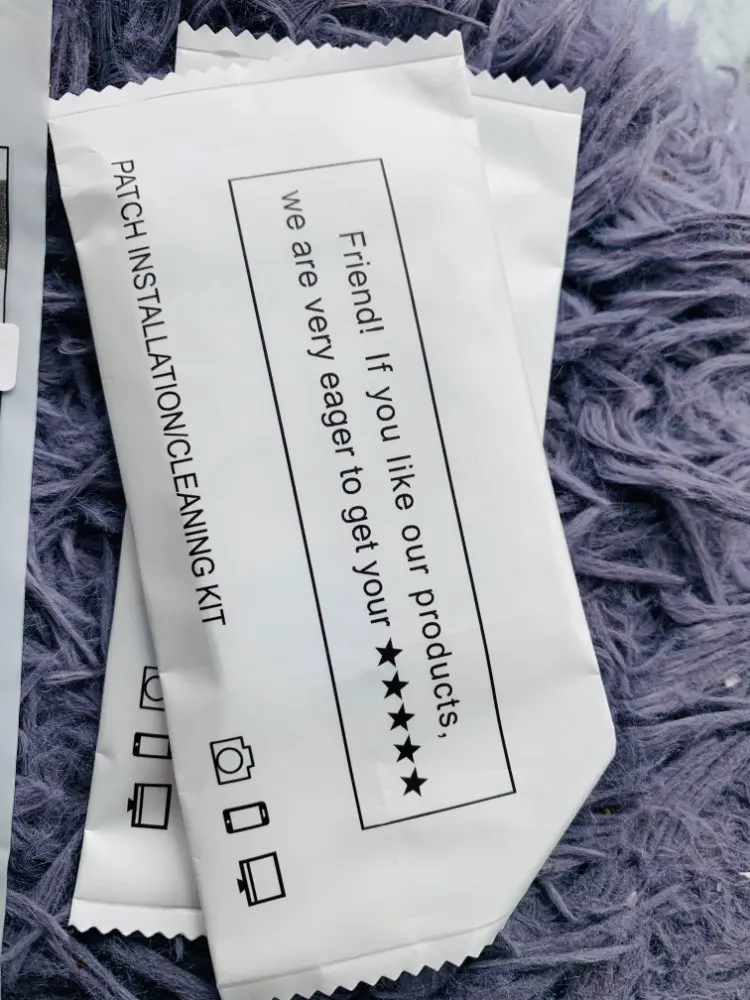 Friend! If you like our products,
we are very eager to get your ★★★★★
PATCH INSTALLATION/CLEANING KIT